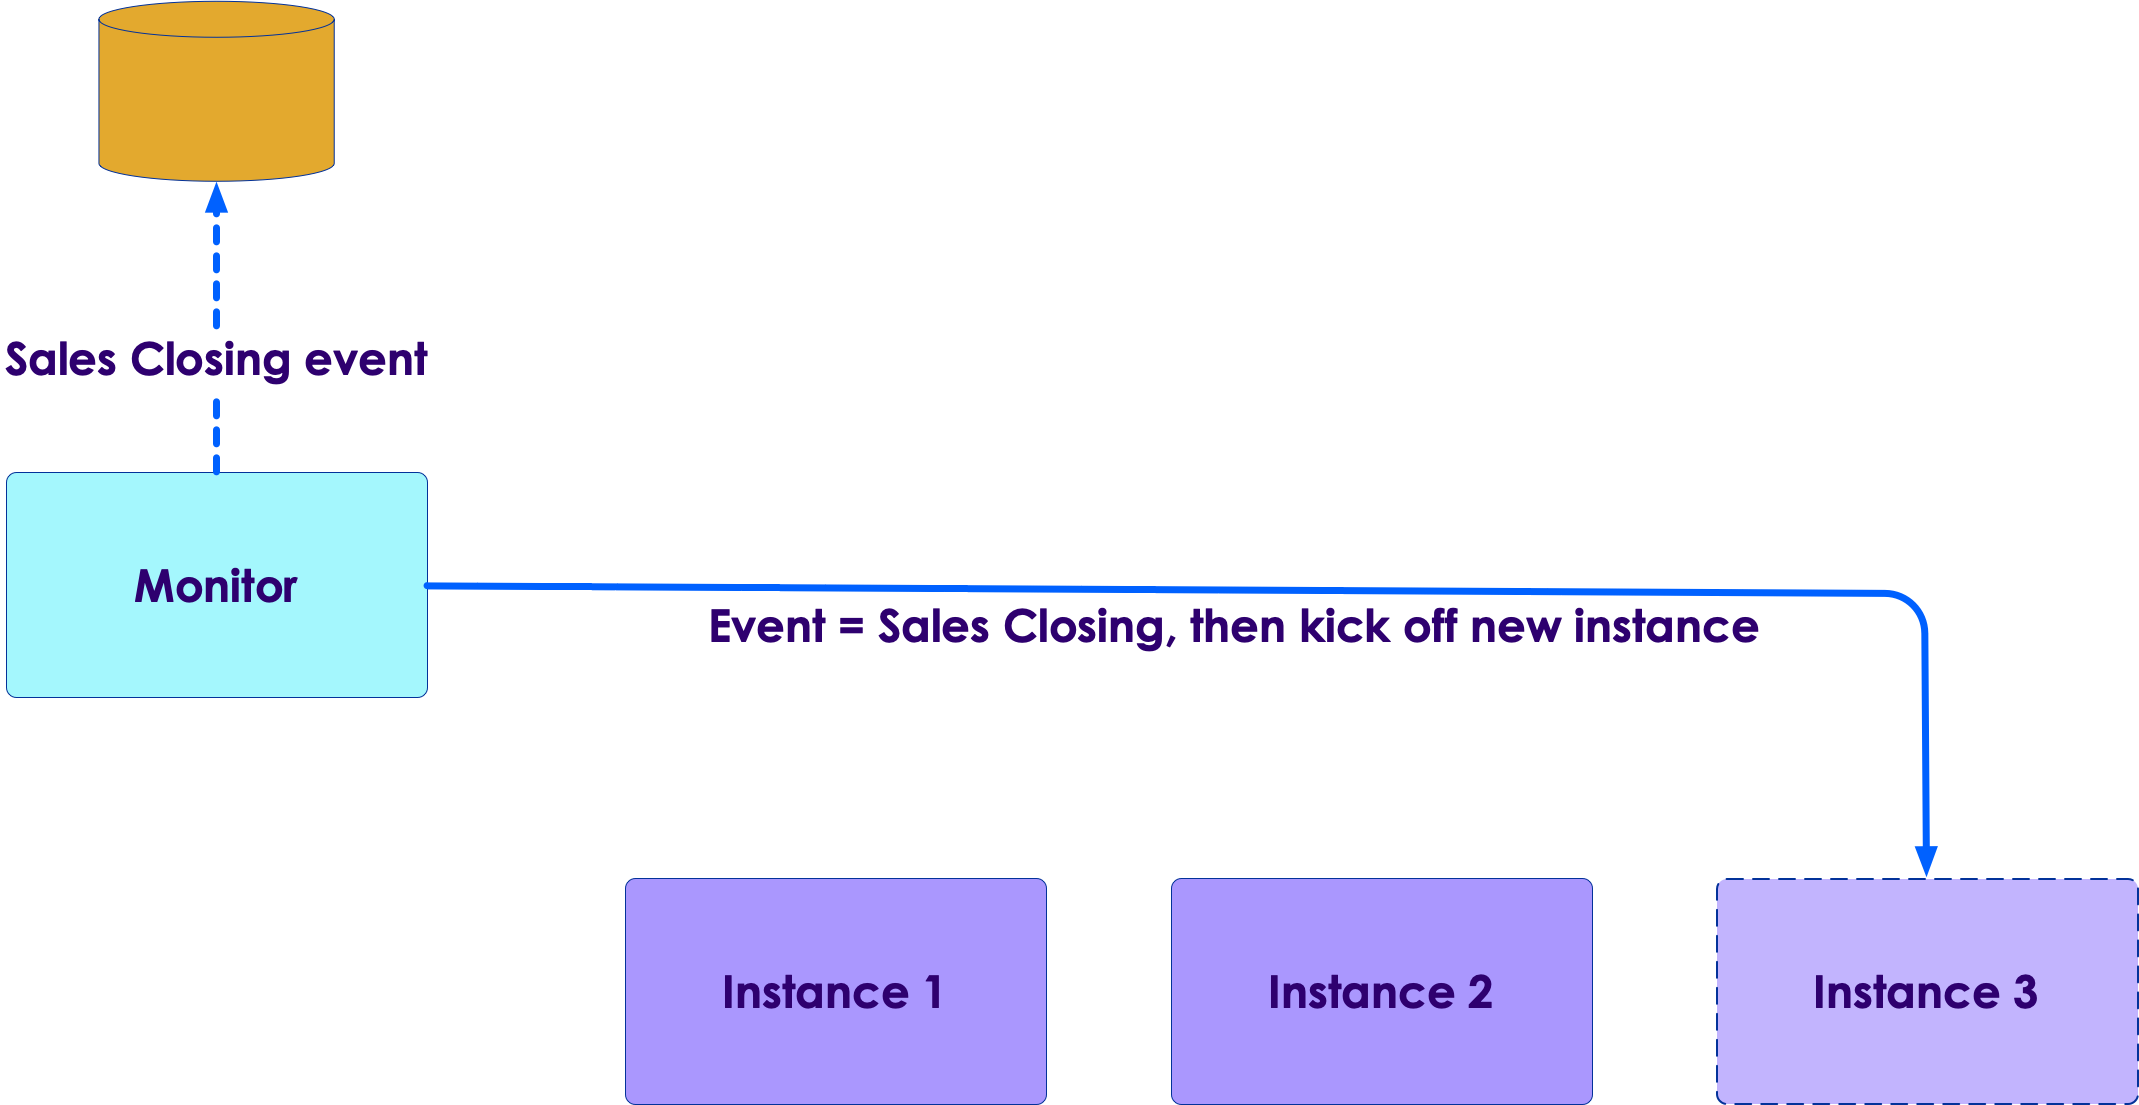 Sales Closing event
Monitor
Event = Sales Closing, then kick off new instance
Instance 1
Instance 2
Instance 3